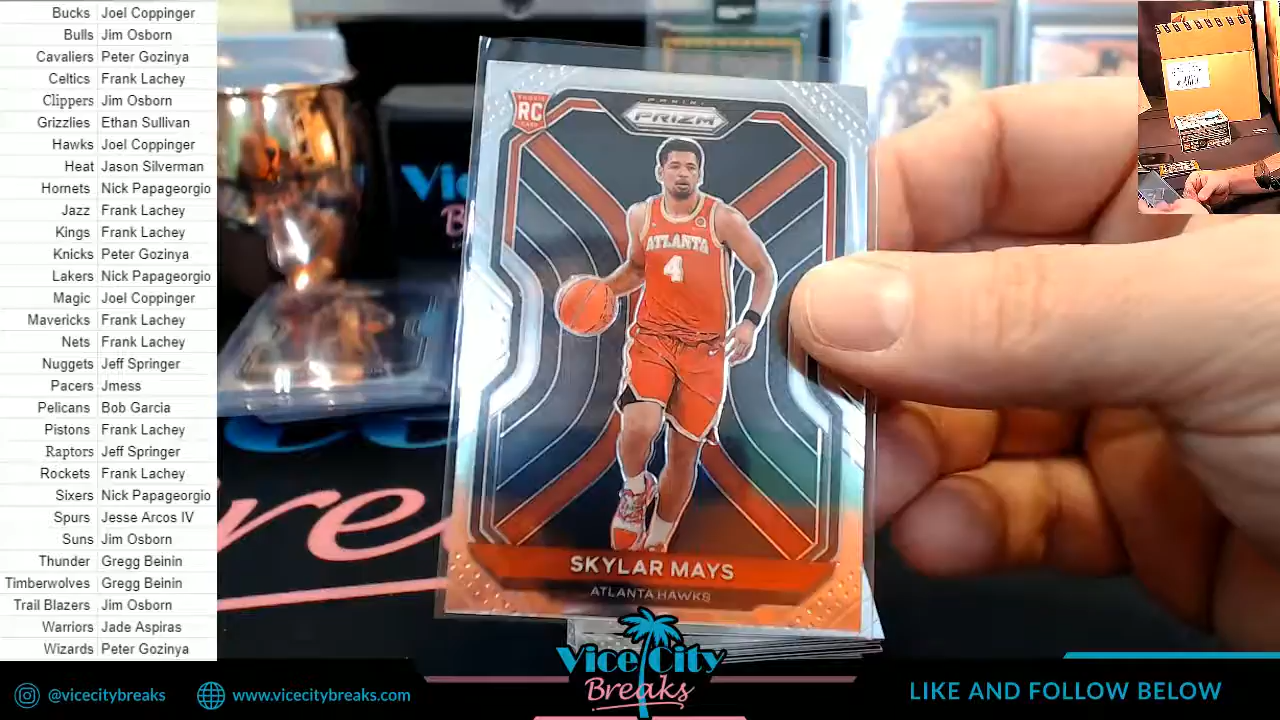 Bucks Joel Coppinger
Bulls Jim Osborn
Cavaliers Peter Gozinya
Celtics Frank Lachey
Clippers Jim Osborn
Grizzlies Ethan Sullivan
Hawks Joel Coppinger
Heat Jason Silverman
Hornets Nick Papageorgio
Jazz Frank Lachey
Kings Frank Lachey
Knicks Peter Gozinya
Lakers Nick Papageorgio
Magic Joel Coppinger
Mavericks Frank Lachey
Nets Frank Lachey
Nuggets Jeff Springer
Pacers Jmess
Pelicans Bob Garcia
Pistons Frank Lachey
Raptors Jeff Springer
Rockets Frank Lachey
Sixers Nick Papageorgio
Spurs Jesse Arcos IV
Suns Jim Osborn
Thunder Gregg Beinin
Timberwolves Gregg Beinin
Trail Blazers Jim Osborn
Warriors Jade Aspiras
Wizards Peter Gozinya
ROOKIE
RC
CARD
PANINI
PRIZM
ATLANTA
4
SKYLAR MAYS
ATLANTA HAWKS
Vice City
Breaks
@vicecitybreaks
www.vicecitybreaks.com
LIKE AND FOLLOW BELOW